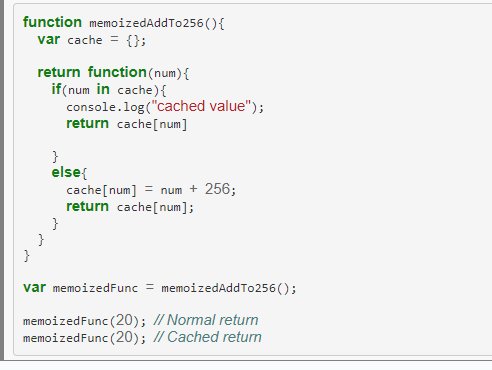 function memoizedAddTo256(){
var cache = {};
return function(num){
if(num in cache){
console.log("cached value");
return cache[num]
}
else{
cache[num] = num + 256;
return cache[num];
}
}
}
var memoizedFunc = memoizedAddTo256();
memoizedFunc(20); // Normal return
memoizedFunc(20); // Cached return